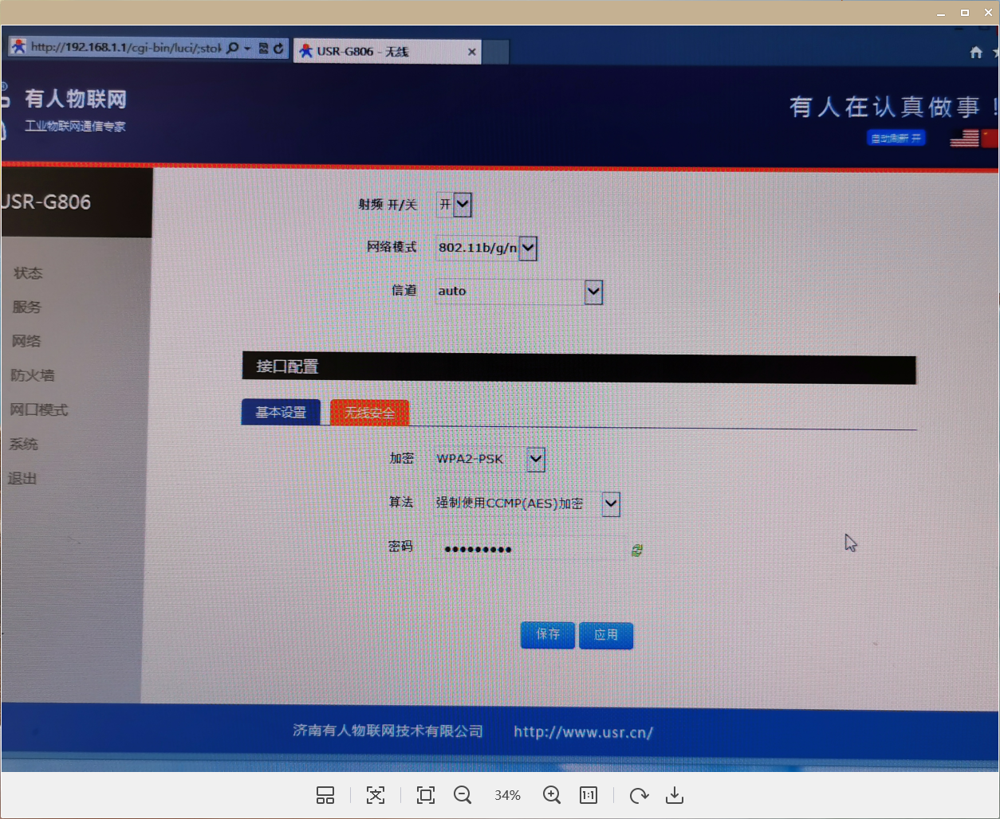 http://192.168.1.1/cgi-bin/luci/;stok
USR-G806 - 无线
有人物联网
工业物联网通信专家
有人在认真做事！
自动刷新 开
USR-G806
状态
服务
网络
防火墙
网口模式
系统
退出
射频 开/关 开
网络模式 802.11b/g/n
信道 auto
接口配置
基本设置 无线安全
加密 WPA2-PSK
算法 强制使用CCMP(AES)加密
密码 ●●●●●●●●●
保存 应用
济南有人物联网技术有限公司 http://www.usr.cn/
34%
1:1